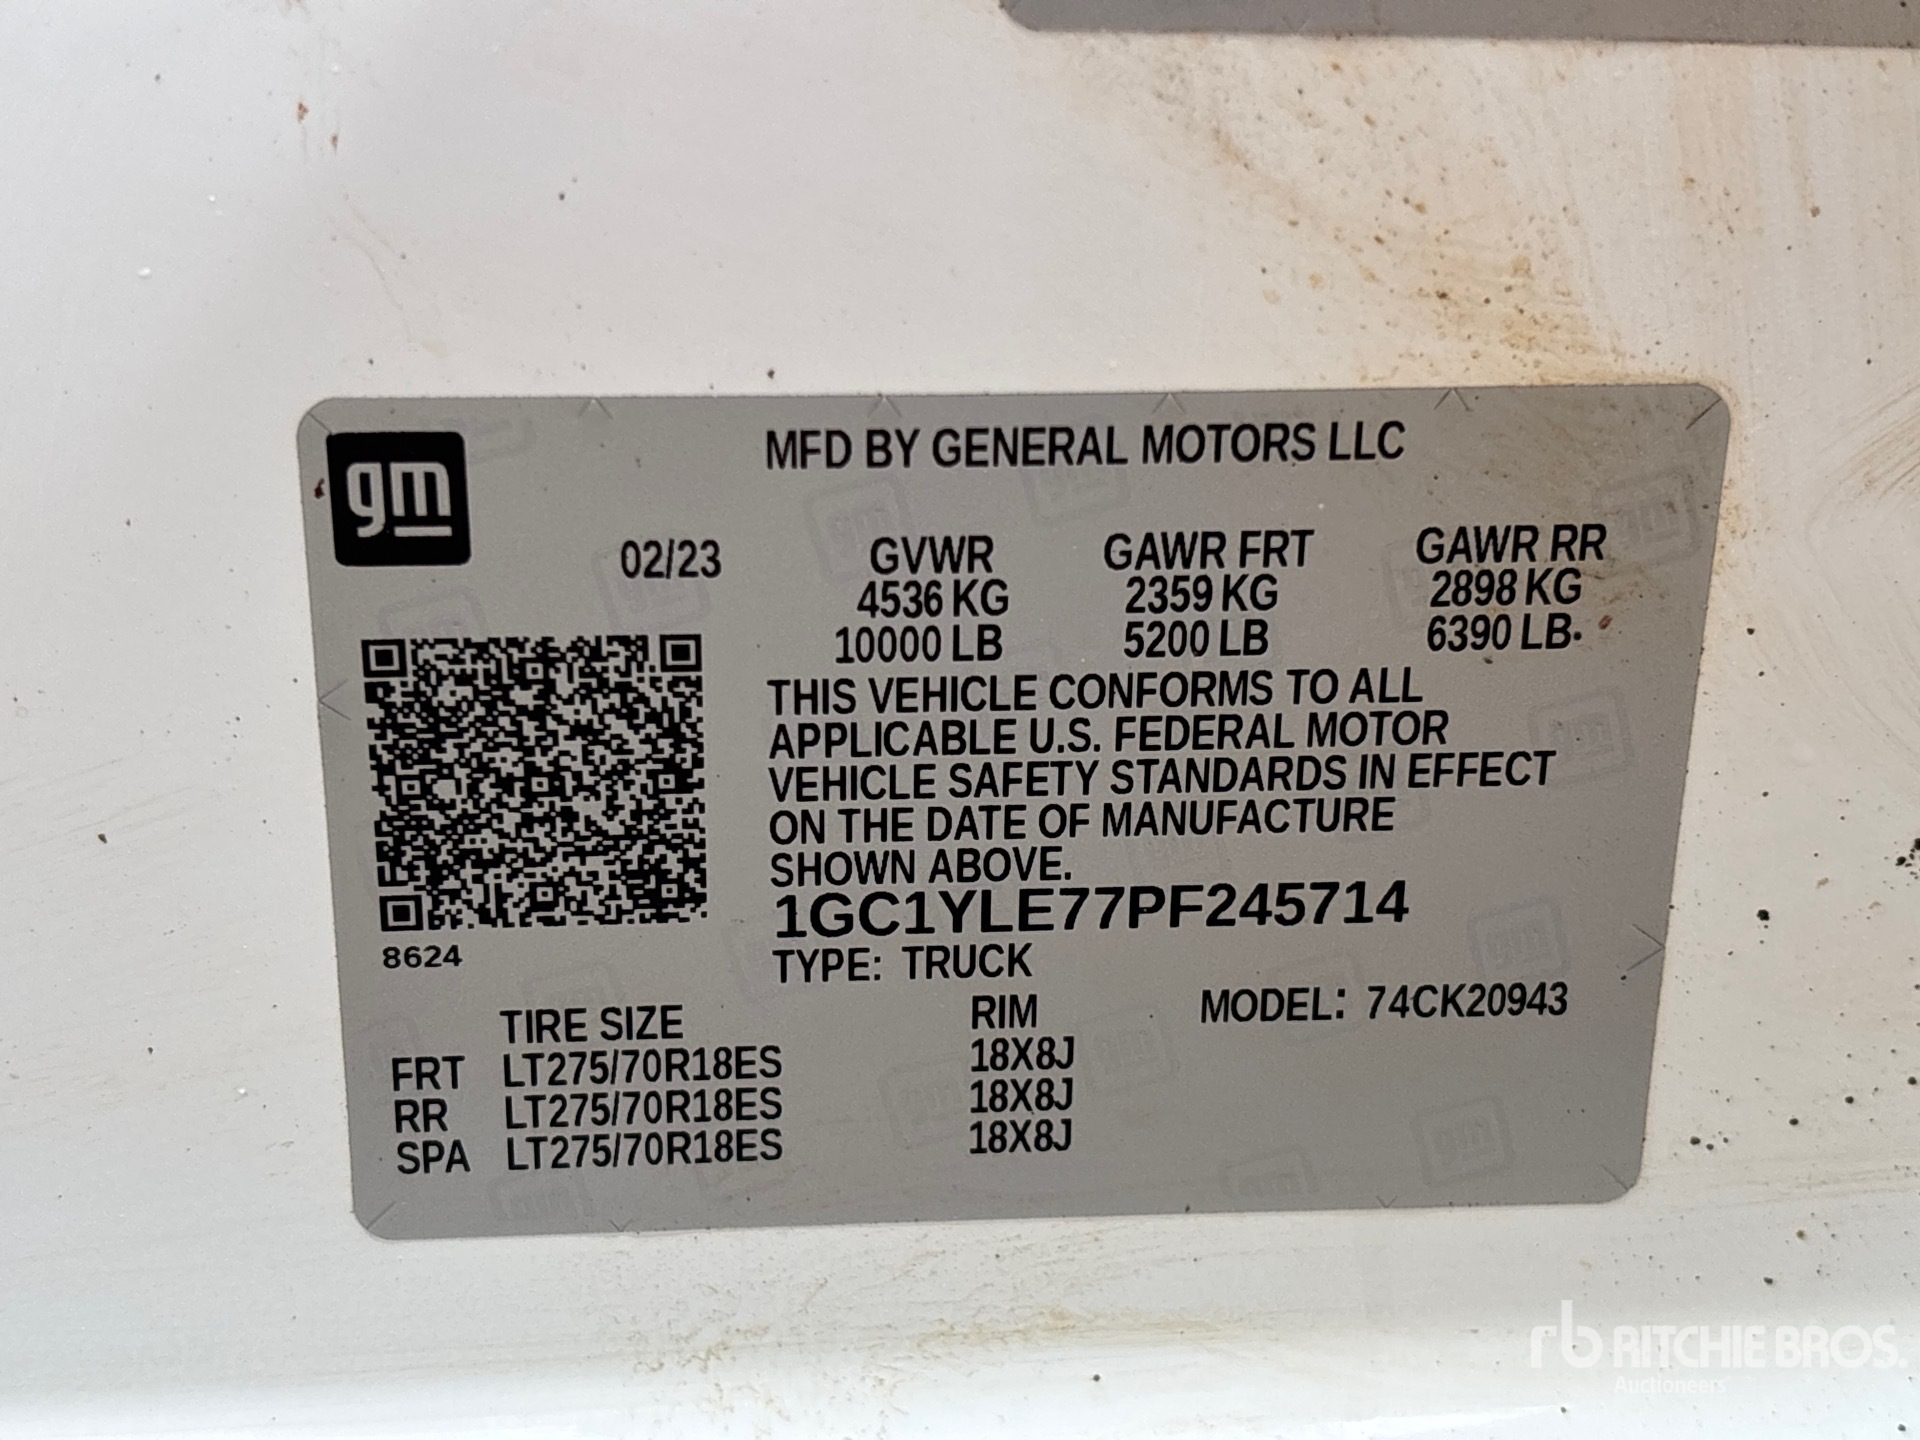 gm
MFD BY GENERAL MOTORS LLC
02/23
GVWR GAWR FRT GAWR RR
4536 KG 2359 KG 2898 KG
10000 LB 5200 LB 6390 LB
THIS VEHICLE CONFORMS TO ALL
APPLICABLE U.S. FEDERAL MOTOR
VEHICLE SAFETY STANDARDS IN EFFECT
ON THE DATE OF MANUFACTURE
SHOWN ABOVE.
1GC1YLE77PF245714
8624
TYPE: TRUCK
TIRE SIZE RIM MODEL: 74CK20943
FRT LT275/70R18ES 18X8J
RR LT275/70R18ES 18X8J
SPA LT275/70R18ES 18X8J
rb RITCHIE BROS.
Auctioneers